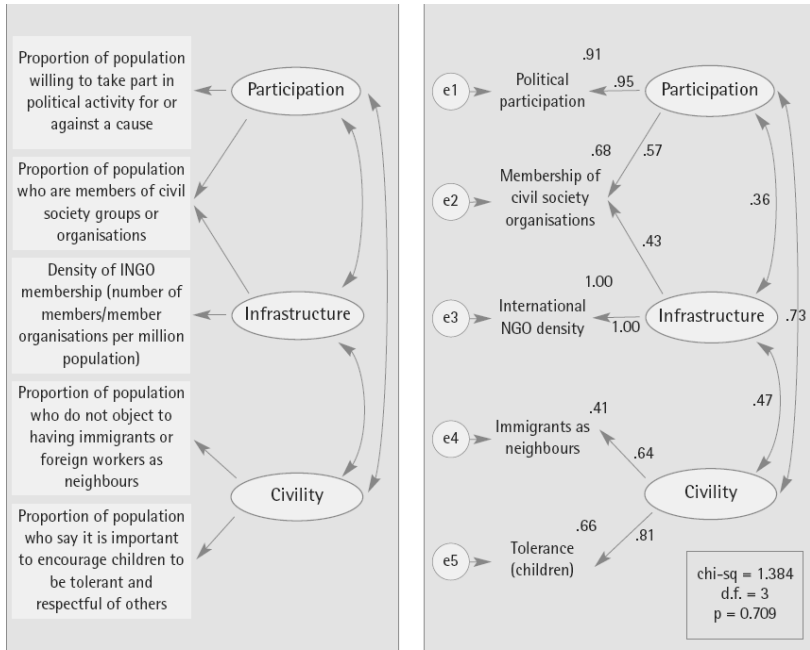 Proportion of population
willing to take part in
political activity for or
against a cause
Participation
Proportion of population
who are members of civil
society groups or
organisations
Density of INGO
membership (number of
members/member
organisations per million
population)
Infrastructure
Proportion of population
who do not object to
having immigrants or
foreign workers as
neighbours
Civility
Proportion of population
who say it is important
to encourage children to
be tolerant and
respectful of others
.91
e1
Political
participation
.95
Participation
.68
.57
e2
Membership of
civil society
organisations
.36
.43
1.00
e3
International
NGO density
1.00
Infrastructure
.73
.47
.41
e4
Immigrants as
neighbours
.64
Civility
.66
.81
e5
Tolerance
(children)
chi-sq = 1.384
d.f. = 3
p = 0.709